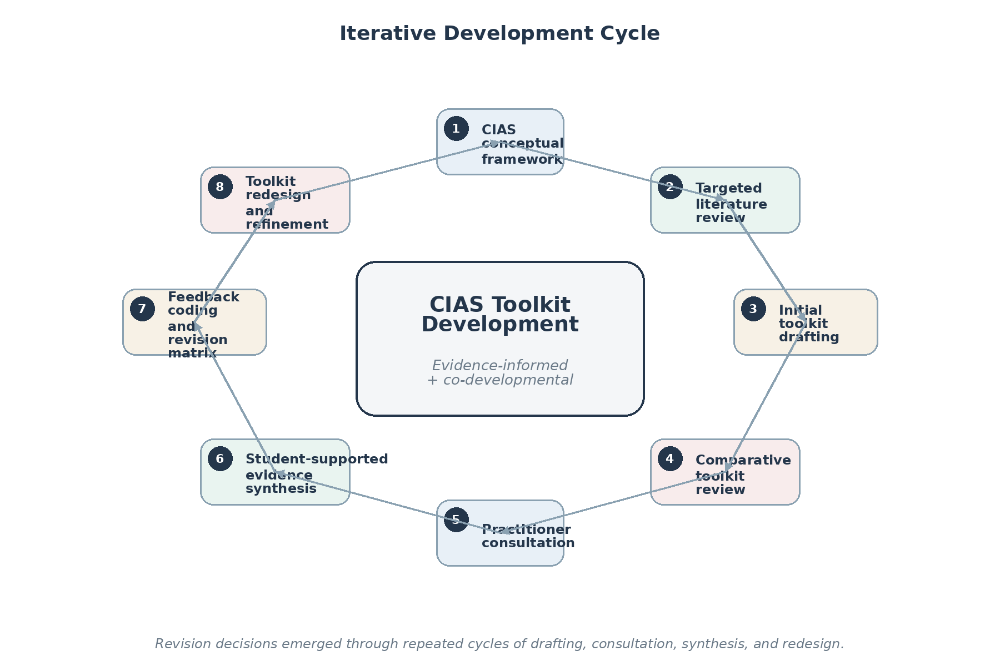 Iterative Development Cycle
1
CIAS
conceptual
framework
2
Targeted
literature
review
3
Initial
toolkit
drafting
4
Comparative
toolkit
review
5
Practitioner
consultation
6
Student-supported
evidence
synthesis
7
Feedback
coding
and
revision
matrix
8
Toolkit
redesign
and
refinement
CIAS Toolkit
Development
Evidence-informed
+ co-developmental
Revision decisions emerged through repeated cycles of drafting, consultation, synthesis, and redesign.